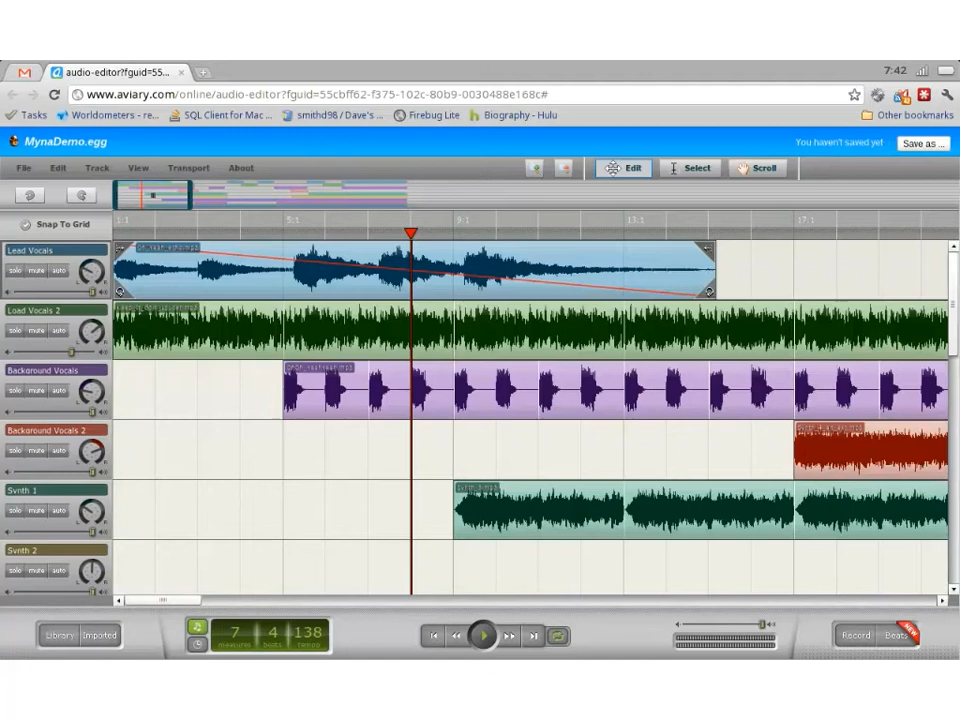 audio-editor?fguid=55... ×
7:42
www.aviary.com/online/audio-editor?fguid=55cbff62-f375-102c-80b9-0030488e168c#
Tasks Worldometers - re... SQL Client for Mac ... smithd98 / Dave's ... Firebug Lite Biography - Hulu Other bookmarks
MynaDemo.egg You haven't saved yet Save as ...
File Edit Track View Transport About Edit Select Scroll
Snap To Grid 1:1 5:1 9:1 13:1 17:1
Lead Vocals
solo mute auto
L R
Lead Vocals 2
solo mute auto
L R
Background Vocals
solo mute auto
L R
Background Vocals 2
solo mute auto
L R
Synth 1
solo mute auto
L R
Synth 2
solo mute auto
L R
Library Imported 7 4 138 Record Beats NEW
measures beats tempo